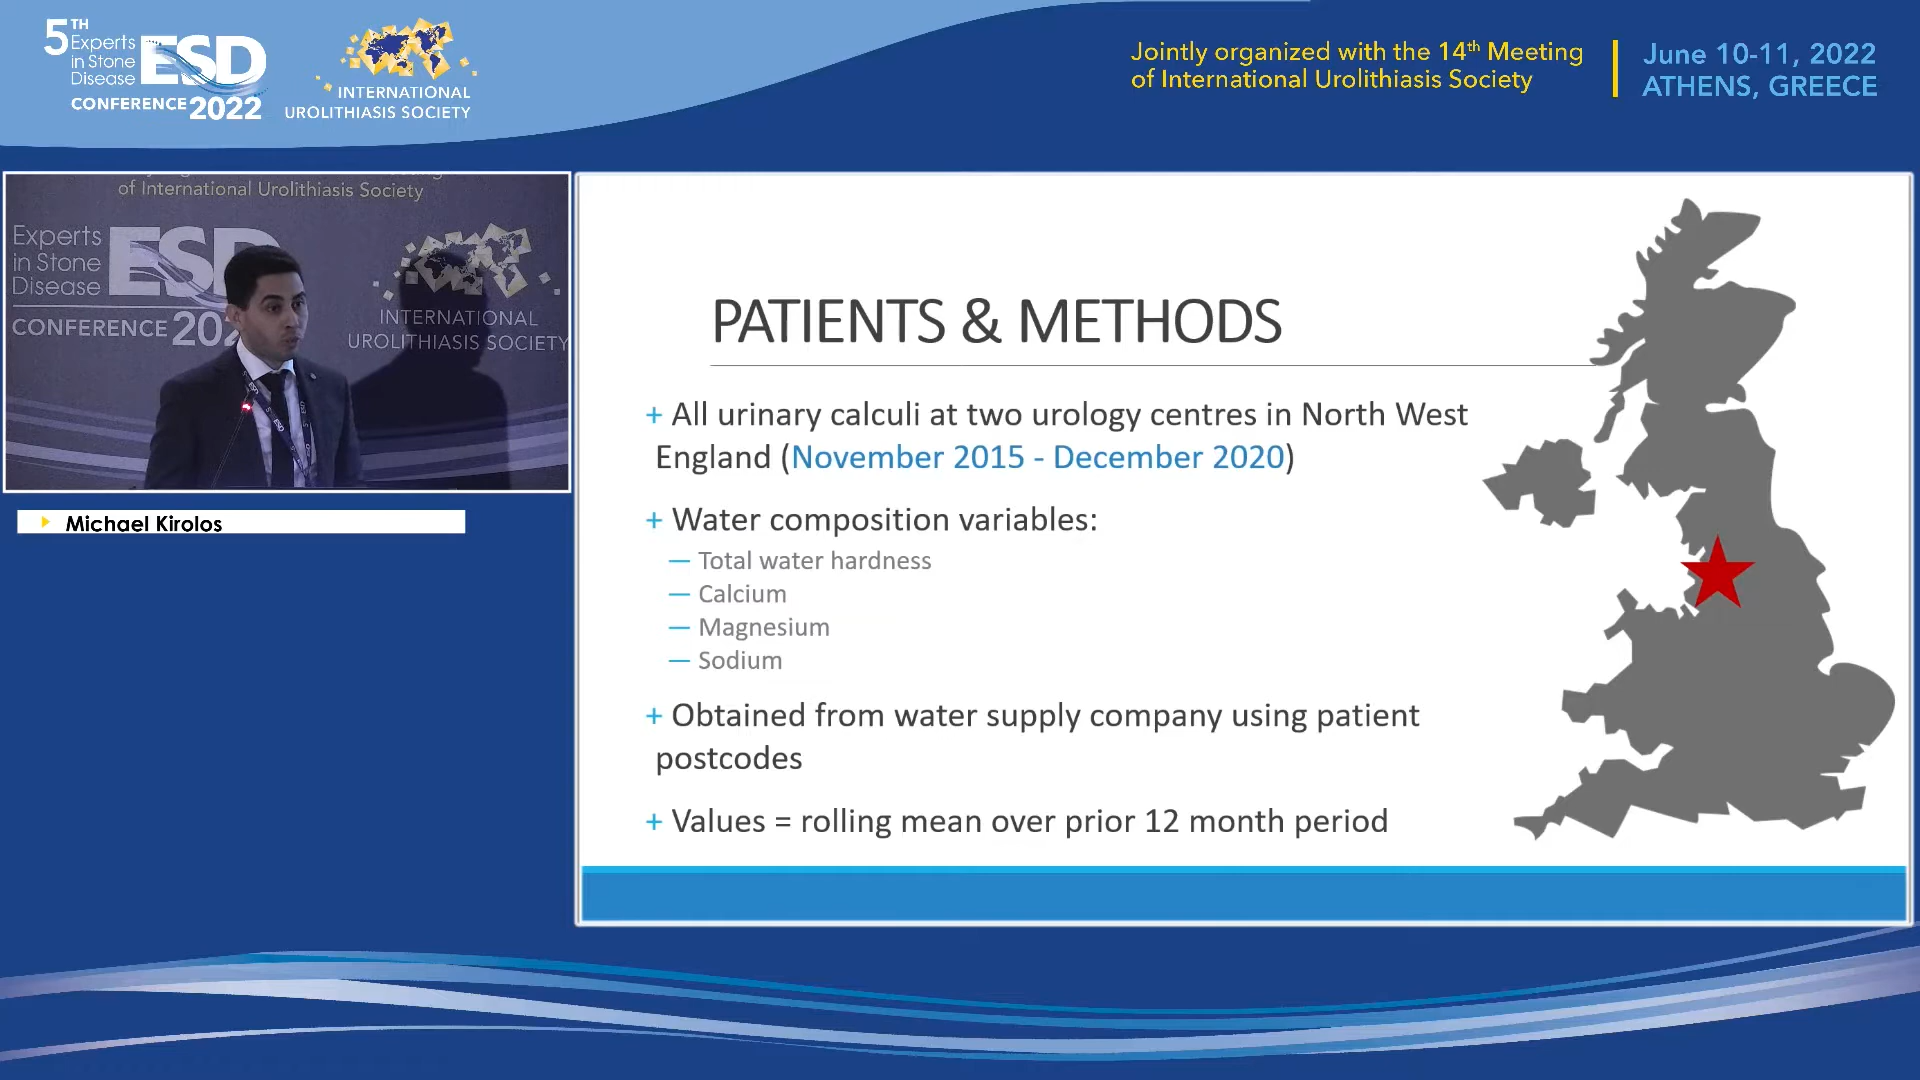 5TH Experts in Stone Disease ESD
CONFERENCE 2022
INTERNATIONAL
UROLITHIASIS SOCIETY
Jointly organized with the 14th Meeting
of International Urolithiasis Society
June 10-11, 2022
ATHENS, GREECE
of International Urolithiasis Society
Experts
in Stone
Disease
ESD
CONFERENCE 202
INTERNATIONAL
UROLITHIASIS SOCIETY
Michael Kirolos
PATIENTS & METHODS
+ All urinary calculi at two urology centres in North West
England (November 2015 - December 2020)
+ Water composition variables:
— Total water hardness
— Calcium
— Magnesium
— Sodium
+ Obtained from water supply company using patient
postcodes
+ Values = rolling mean over prior 12 month period